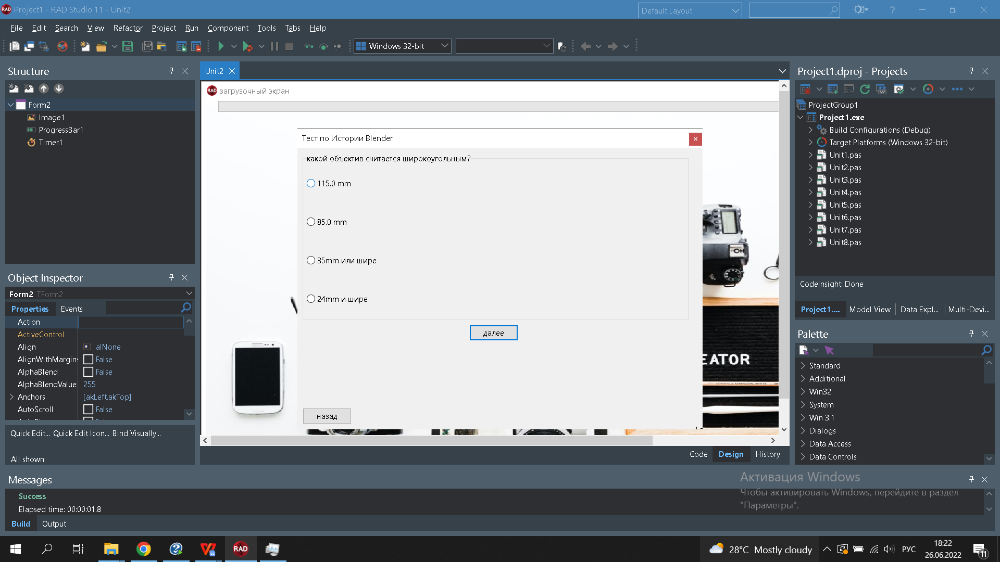 Project1 - RAD Studio 11 - Unit2
Default Layout
?
File Edit Search View Refactor Project Run Component Tools Tabs Help
Windows 32-bit
Structure
Form2
Image1
ProgressBar1
Timer1
Object Inspector
Form2 TForm2
Properties Events
Action
ActiveControl
Align alNone
AlignWithMargins False
AlphaBlend False
AlphaBlendValue 255
Anchors [akLeft,akTop]
AutoScroll False
Quick Edit... Quick Edit Icon... Bind Visually...
All shown
Unit2
RAD загрузочный экран
Тест по Истории Blender
какой объектив считается широкоугольным?
115.0 mm
85.0 mm
35mm или шире
24mm и шире
далее
назад
EATOR
Code Design History
Project1.dproj - Projects
ProjectGroup1
Project1.exe
Build Configurations (Debug)
Target Platforms (Windows 32-bit)
Unit1.pas
Unit2.pas
Unit3.pas
Unit4.pas
Unit5.pas
Unit6.pas
Unit7.pas
Unit8.pas
CodeInsight: Done
Project1.... Model View Data Expl... Multi-Devi...
Palette
Standard
Additional
Win32
System
Win 3.1
Dialogs
Data Access
Data Controls
Messages
Success
Elapsed time: 00:00:01.8
Build Output
Активация Windows
Чтобы активировать Windows, перейдите в раздел
"Параметры".
RAD
28°C Mostly cloudy
РУС
18:22
26.06.2022
11